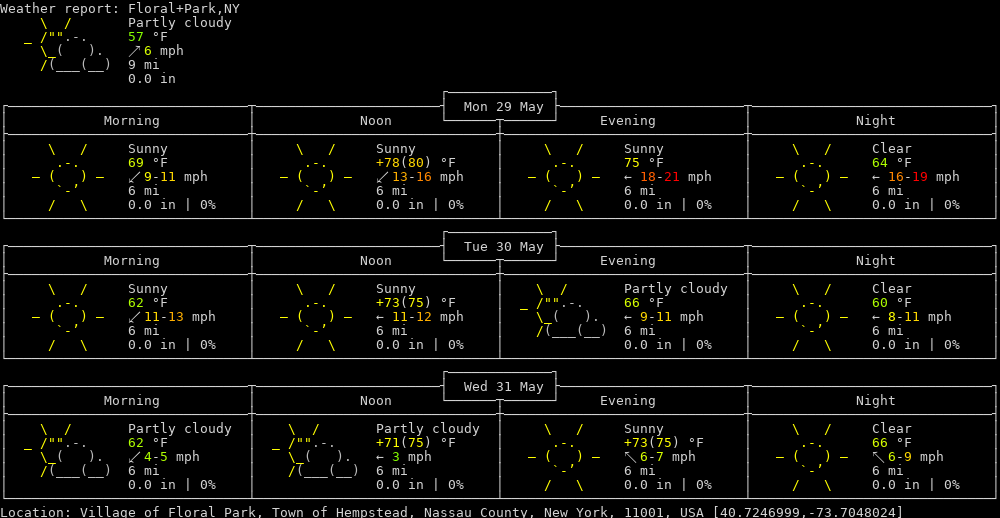 Weather report: Floral+Park,NY
Partly cloudy
57 °F
↗ 6 mph
9 mi
0.0 in
Mon 29 May
Morning Noon Evening Night
Sunny Sunny Sunny Clear
69 °F +78(80) °F 75 °F 64 °F
↙ 9-11 mph ↙ 13-16 mph ← 18-21 mph ← 16-19 mph
6 mi 6 mi 6 mi 6 mi
0.0 in | 0% 0.0 in | 0% 0.0 in | 0% 0.0 in | 0%
Tue 30 May
Morning Noon Evening Night
Sunny Sunny Partly cloudy Clear
62 °F +73(75) °F 66 °F 60 °F
↙ 11-13 mph ← 11-12 mph ← 9-11 mph ← 8-11 mph
6 mi 6 mi 6 mi 6 mi
0.0 in | 0% 0.0 in | 0% 0.0 in | 0% 0.0 in | 0%
Wed 31 May
Morning Noon Evening Night
Partly cloudy Partly cloudy Sunny Clear
62 °F +71(75) °F +73(75) °F 66 °F
↙ 4-5 mph ← 3 mph ↖ 6-7 mph ↖ 6-9 mph
6 mi 6 mi 6 mi 6 mi
0.0 in | 0% 0.0 in | 0% 0.0 in | 0% 0.0 in | 0%
Location: Village of Floral Park, Town of Hempstead, Nassau County, New York, 11001, USA [40.7246999,-73.7048024]